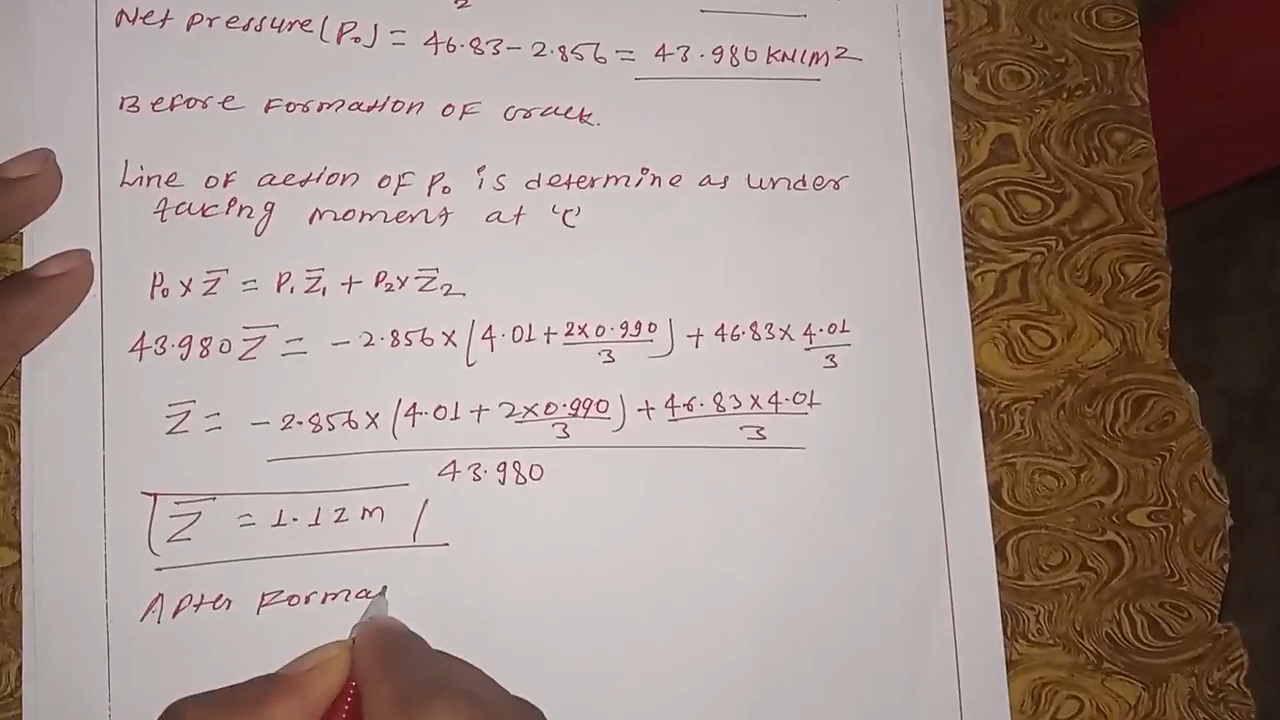 2
Net pressure (P₀) = 46.83 - 2.856 = 43.980 KN/M2
Before Formation OF crack.
Line OF action OF P₀ is determine as under
taking moment at 'C'
P₀ × Z̅ = P₁ Z̅₁ + P₂ × Z̅₂
43.980 Z̅ = - 2.856 × (4.01 + 2×0.990/3) + 46.83 × 4.01/3
Z̅ = - 2.856 × (4.01 + 2×0.990/3) + 46.83 × 4.01/3
43.980
Z̅ = 1.12 m
After Forma